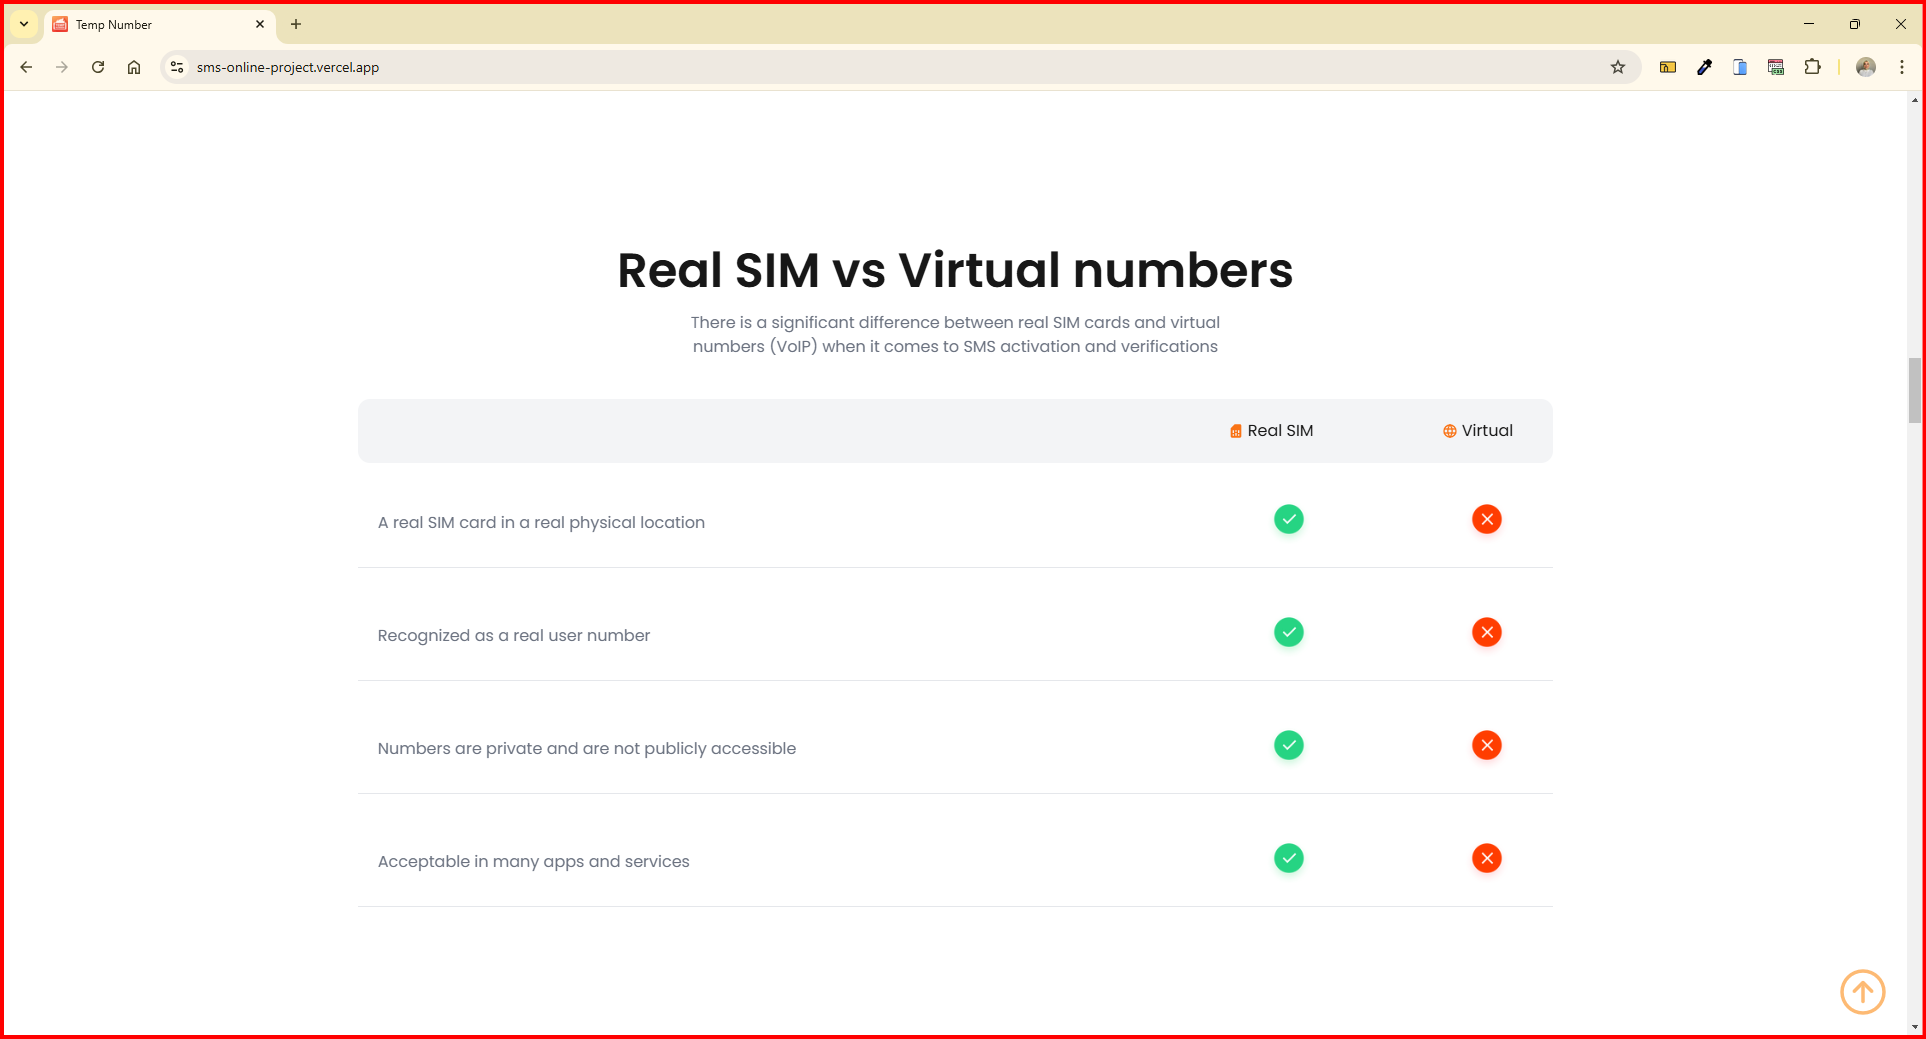 Temp Number
sms-online-project.vercel.app
Real SIM vs Virtual numbers
There is a significant difference between real SIM cards and virtual
numbers (VoIP) when it comes to SMS activation and verifications
Real SIM
Virtual
A real SIM card in a real physical location
Recognized as a real user number
Numbers are private and are not publicly accessible
Acceptable in many apps and services